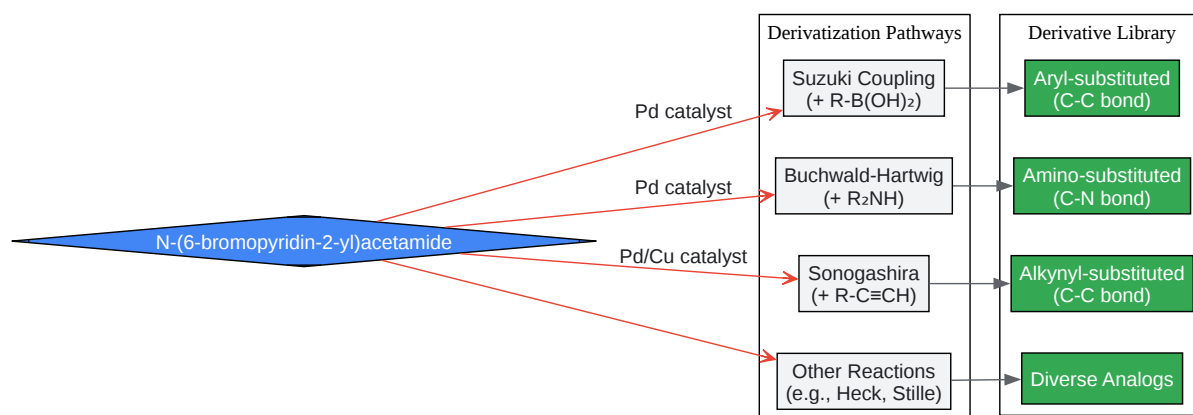 Derivatization Pathways
Derivative Library
Suzuki Coupling
(+ R-B(OH)₂)
Aryl-substituted
(C-C bond)
Pd catalyst
Buchwald-Hartwig
(+ R₂NH)
Amino-substituted
(C-N bond)
Pd catalyst
N-(6-bromopyridin-2-yl)acetamide
Pd/Cu catalyst
Sonogashira
(+ R-C≡CH)
Alkynyl-substituted
(C-C bond)
Other Reactions
(e.g., Heck, Stille)
Diverse Analogs